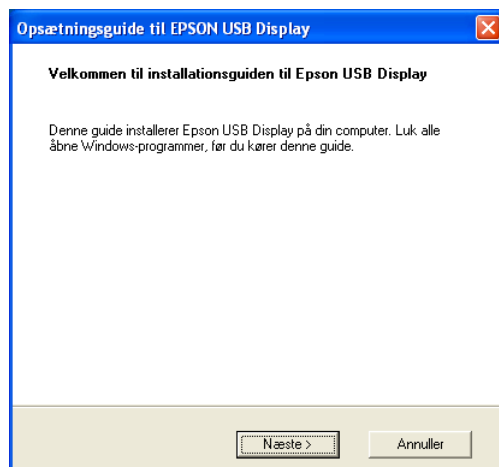 Opsætningsguide til EPSON USB Display
Velkommen til installationsguiden til Epson USB Display
Denne guide installerer Epson USB Display på din computer. Luk alle
åbne Windows-programmer, før du kører denne guide.
Næste >
Annuller